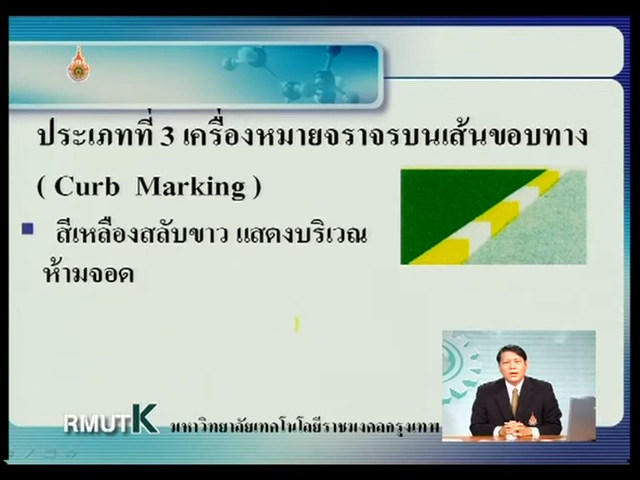 ประเภทที่ 3 เครื่องหมายจราจรบนเส้นขอบทาง
( Curb Marking )
สีเหลืองสลับขาว แสดงบริเวณ
ห้ามจอด
RMUTK มหาวิทยาลัยเทคโนโลยีราชมงคลกรุงเทพ